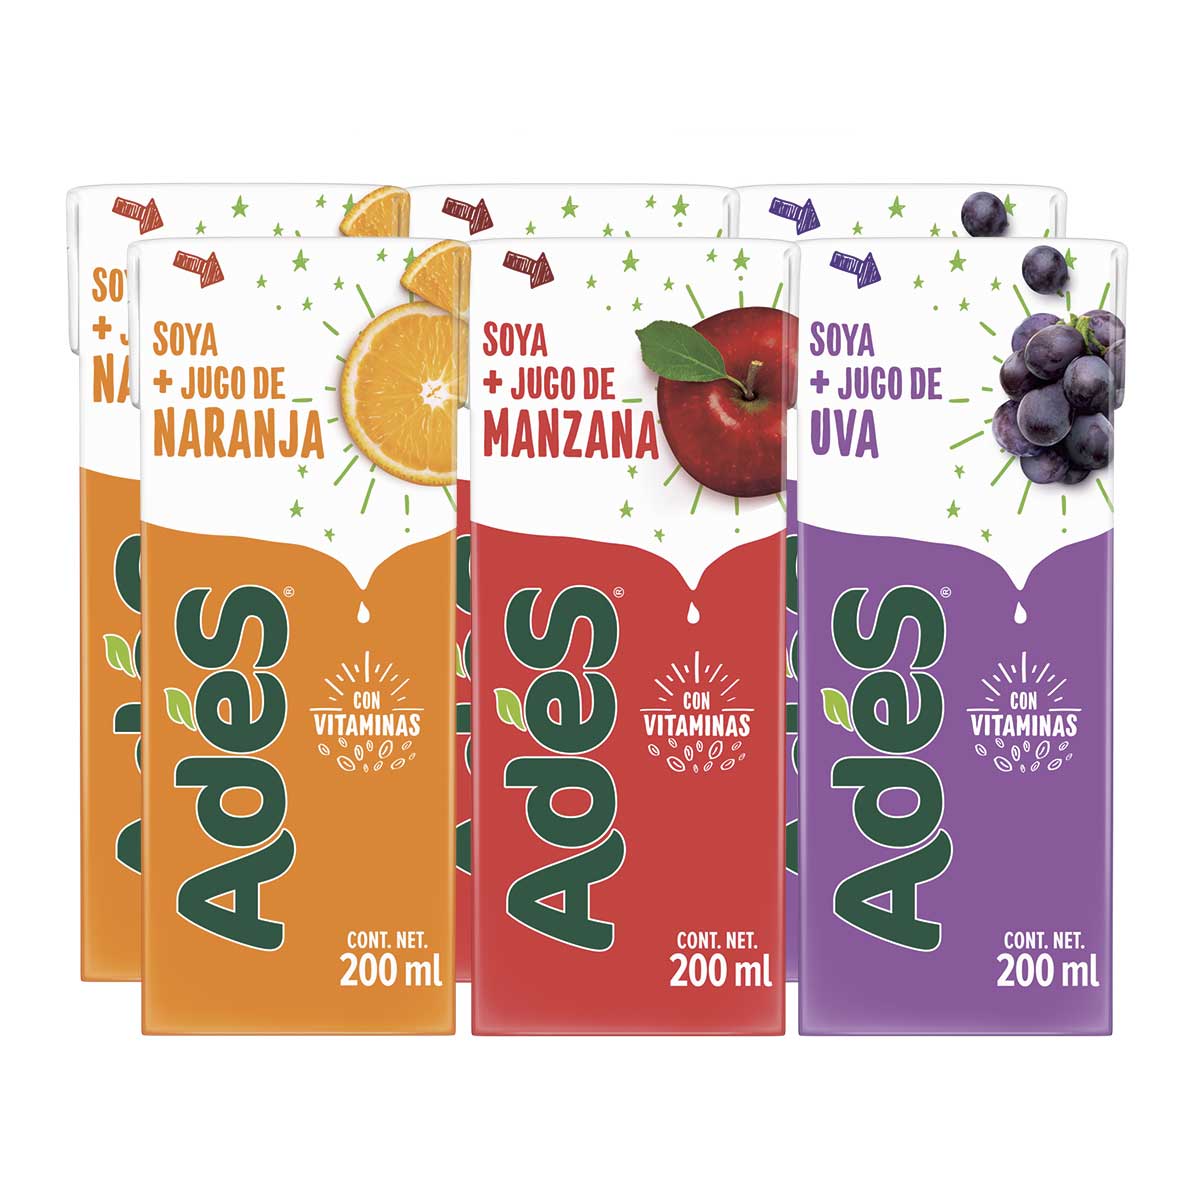 SOYA
+ JUGO DE
NARANJA
Adés®
CON
VITAMINAS
CONT. NET.
200 ml
SOYA
+ JUGO DE
MANZANA
Adés®
CON
VITAMINAS
CONT. NET.
200 ml
SOYA
+ JUGO DE
UVA
Adés®
CON
VITAMINAS
CONT. NET.
200 ml